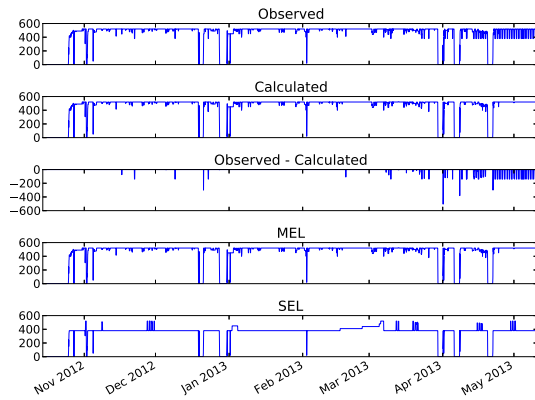 Observed
600
400
200
0
Calculated
600
400
200
0
Observed - Calculated
0
−200
−400
−600
MEL
600
400
200
0
SEL
600
400
200
0
Nov 2012
Dec 2012
Jan 2013
Feb 2013
Mar 2013
Apr 2013
May 2013